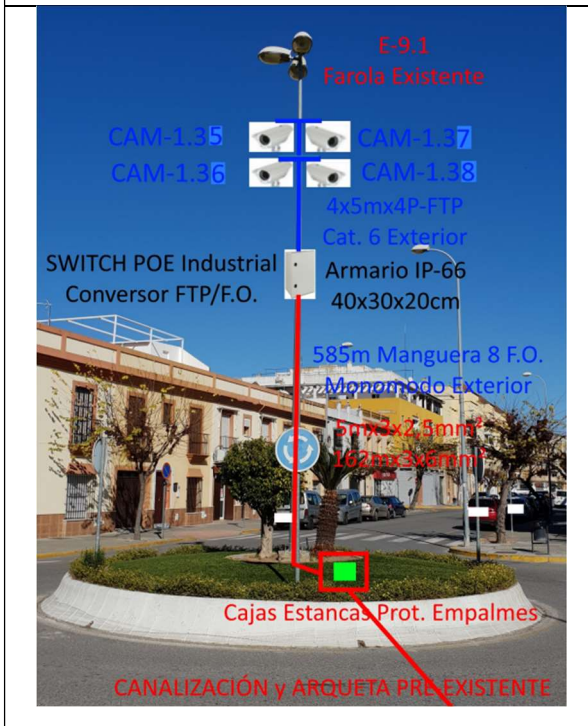 E-9.1
Farola Existente
CAM-1.35
CAM-1.37
CAM-1.36
CAM-1.38
4x5mx4P-FTP
Cat. 6 Exterior
SWITCH POE Industrial
Conversor FTP/F.O.
Armario IP-66
40x30x20cm
585m Manguera 8 F.O.
Monomodo Exterior
5mx3x2,5mm²
162mx3x6mm²
Cajas Estancas Prot. Empalmes
CANALIZACIÓN y ARQUETA PRE-EXISTENTE